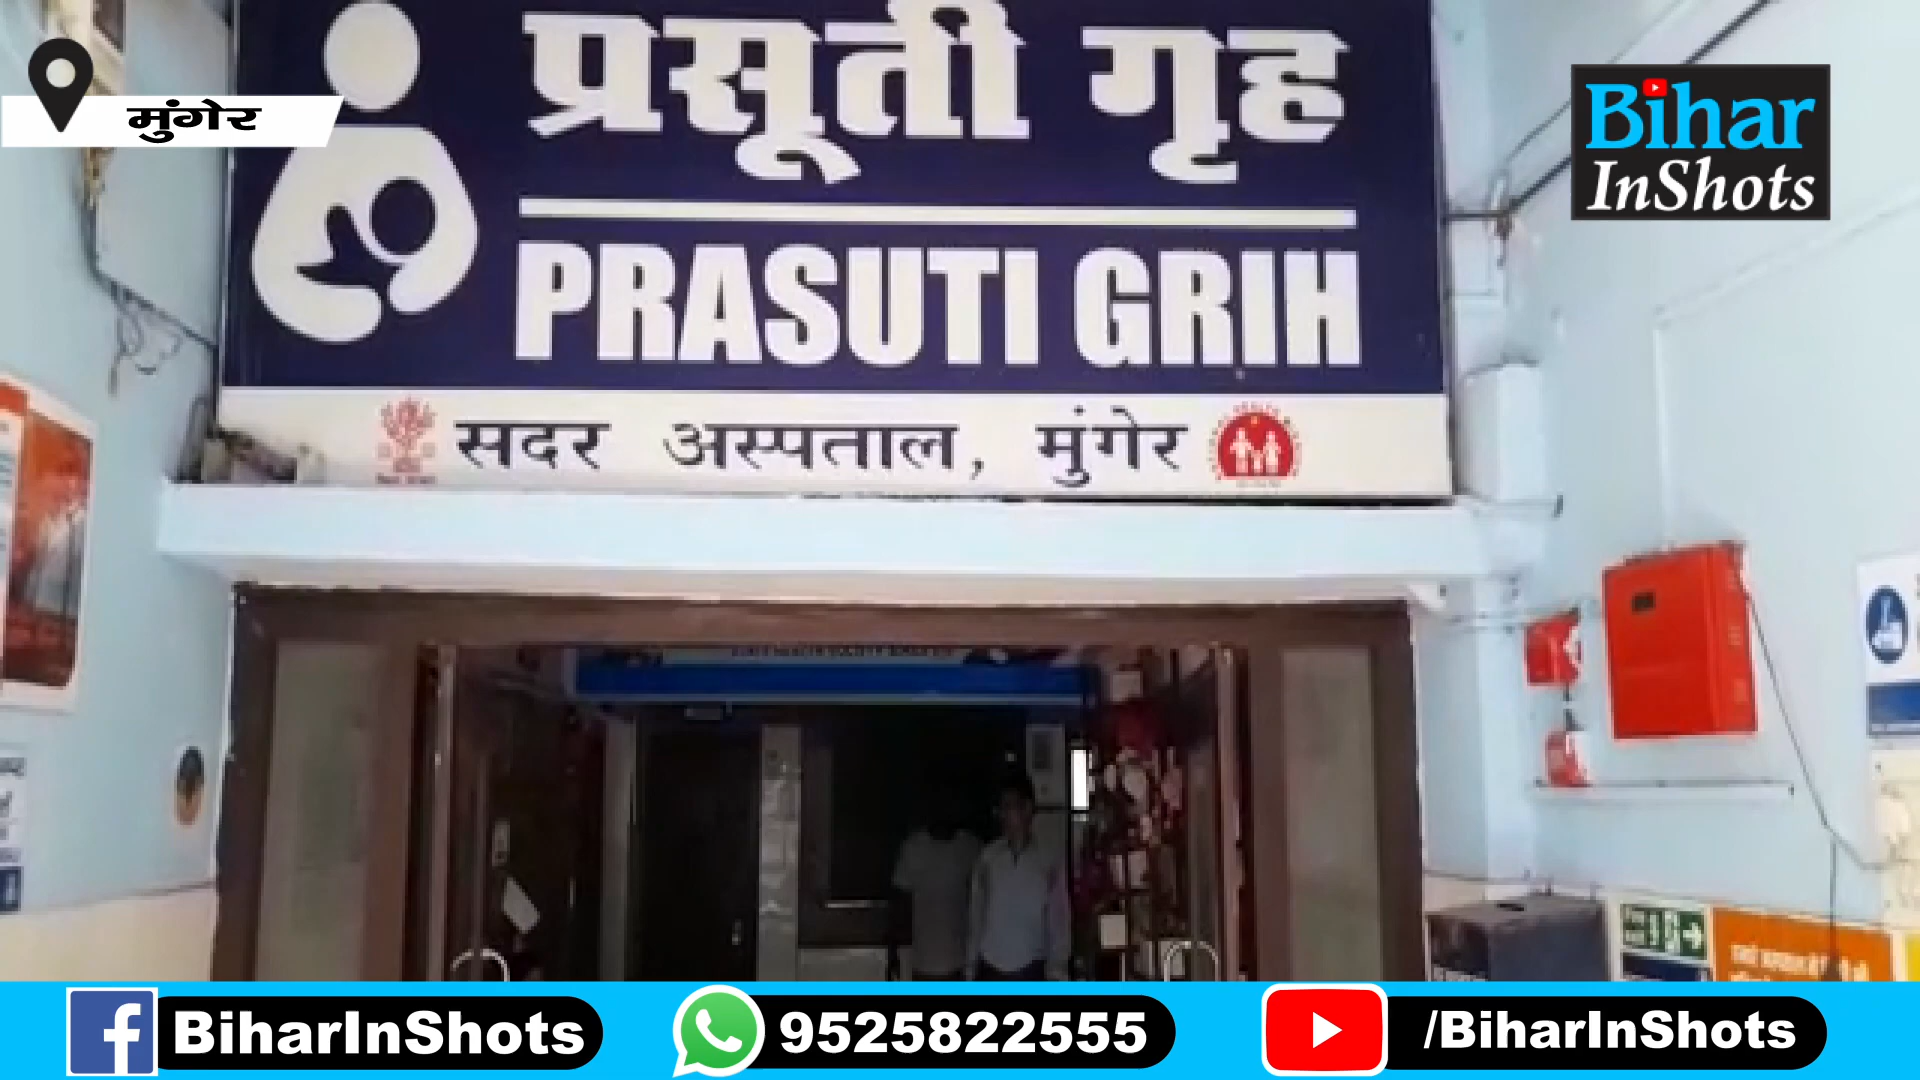 मुंगेर
प्रसूती गृह
Bihar
InShots
PRASUTI GRIH
सदर अस्पताल, मुंगेर
BiharInShots
9525822555
/BiharInShots